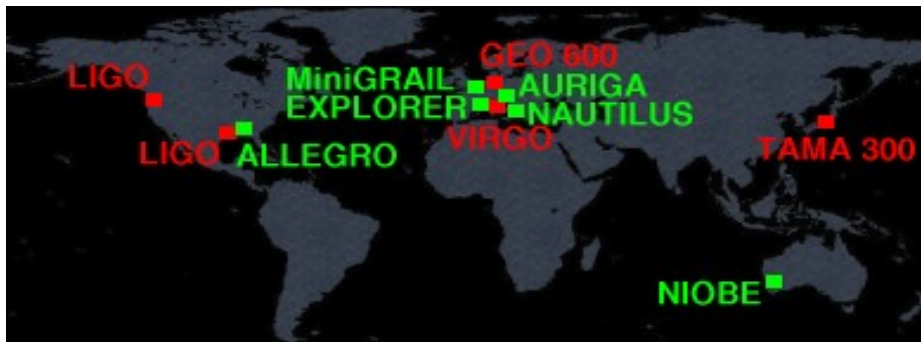 GEO 600
LIGO
MiniGRAIL
AURIGA
EXPLORER
NAUTILUS
VIRGO
TAMA 300
LIGO
ALLEGRO
NIOBE